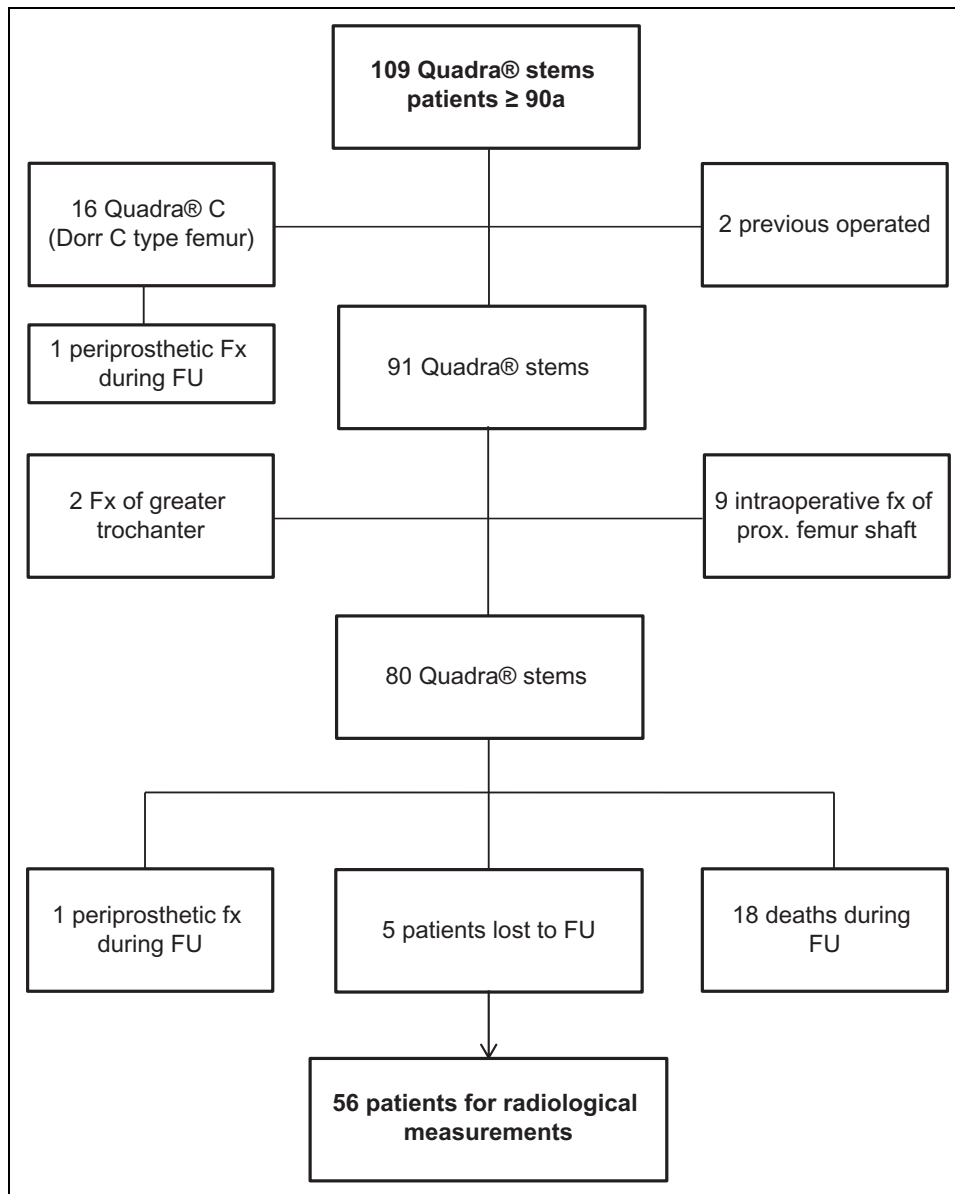 109 Quadra® stems
patients ≥ 90a
16 Quadra® C
(Dorr C type femur)
2 previous operated
1 periprosthetic Fx
during FU
91 Quadra® stems
2 Fx of greater
trochanter
9 intraoperative fx of
prox. femur shaft
80 Quadra® stems
1 periprosthetic fx
during FU
5 patients lost to FU
18 deaths during
FU
56 patients for radiological
measurements